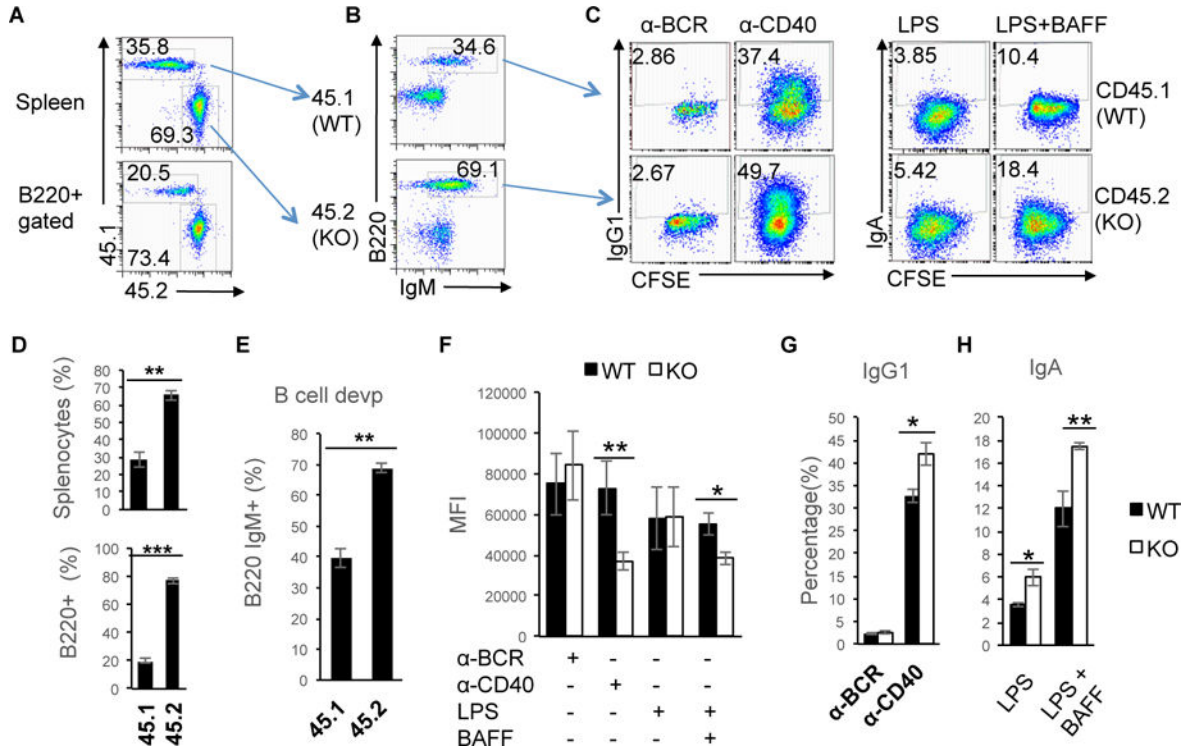 A
35.8
Spleen
69.3
20.5
B220+
gated
45.1
73.4
45.2
B
34.6
45.1
(WT)
69.1
45.2
(KO)
B220
IgM
C
α-BCR α-CD40 LPS LPS+BAFF
2.86 37.4 3.85 10.4
CD45.1
(WT)
2.67 49.7 5.42 18.4
CD45.2
(KO)
IgG1
CFSE
IgA
CFSE
D
**
Splenocytes (%)
80
70
60
50
40
30
20
10
0
***
B220+ (%)
100
80
60
40
20
0
45.1 45.2
E
B cell devp
**
B220 IgM+ (%)
80
70
60
50
40
30
20
10
0
45.1 45.2
F
WT KO
MFI
120000
100000
80000
60000
40000
20000
0
**
*
α-BCR + - - -
α-CD40 - + - -
LPS - - + +
BAFF - - - +
G
IgG1
*
Percentage(%)
50
45
40
35
30
25
20
15
10
5
0
α-BCR
α-CD40
H
IgA
**
*
20
18
16
14
12
10
8
6
4
2
0
LPS
LPS +
BAFF
WT
KO